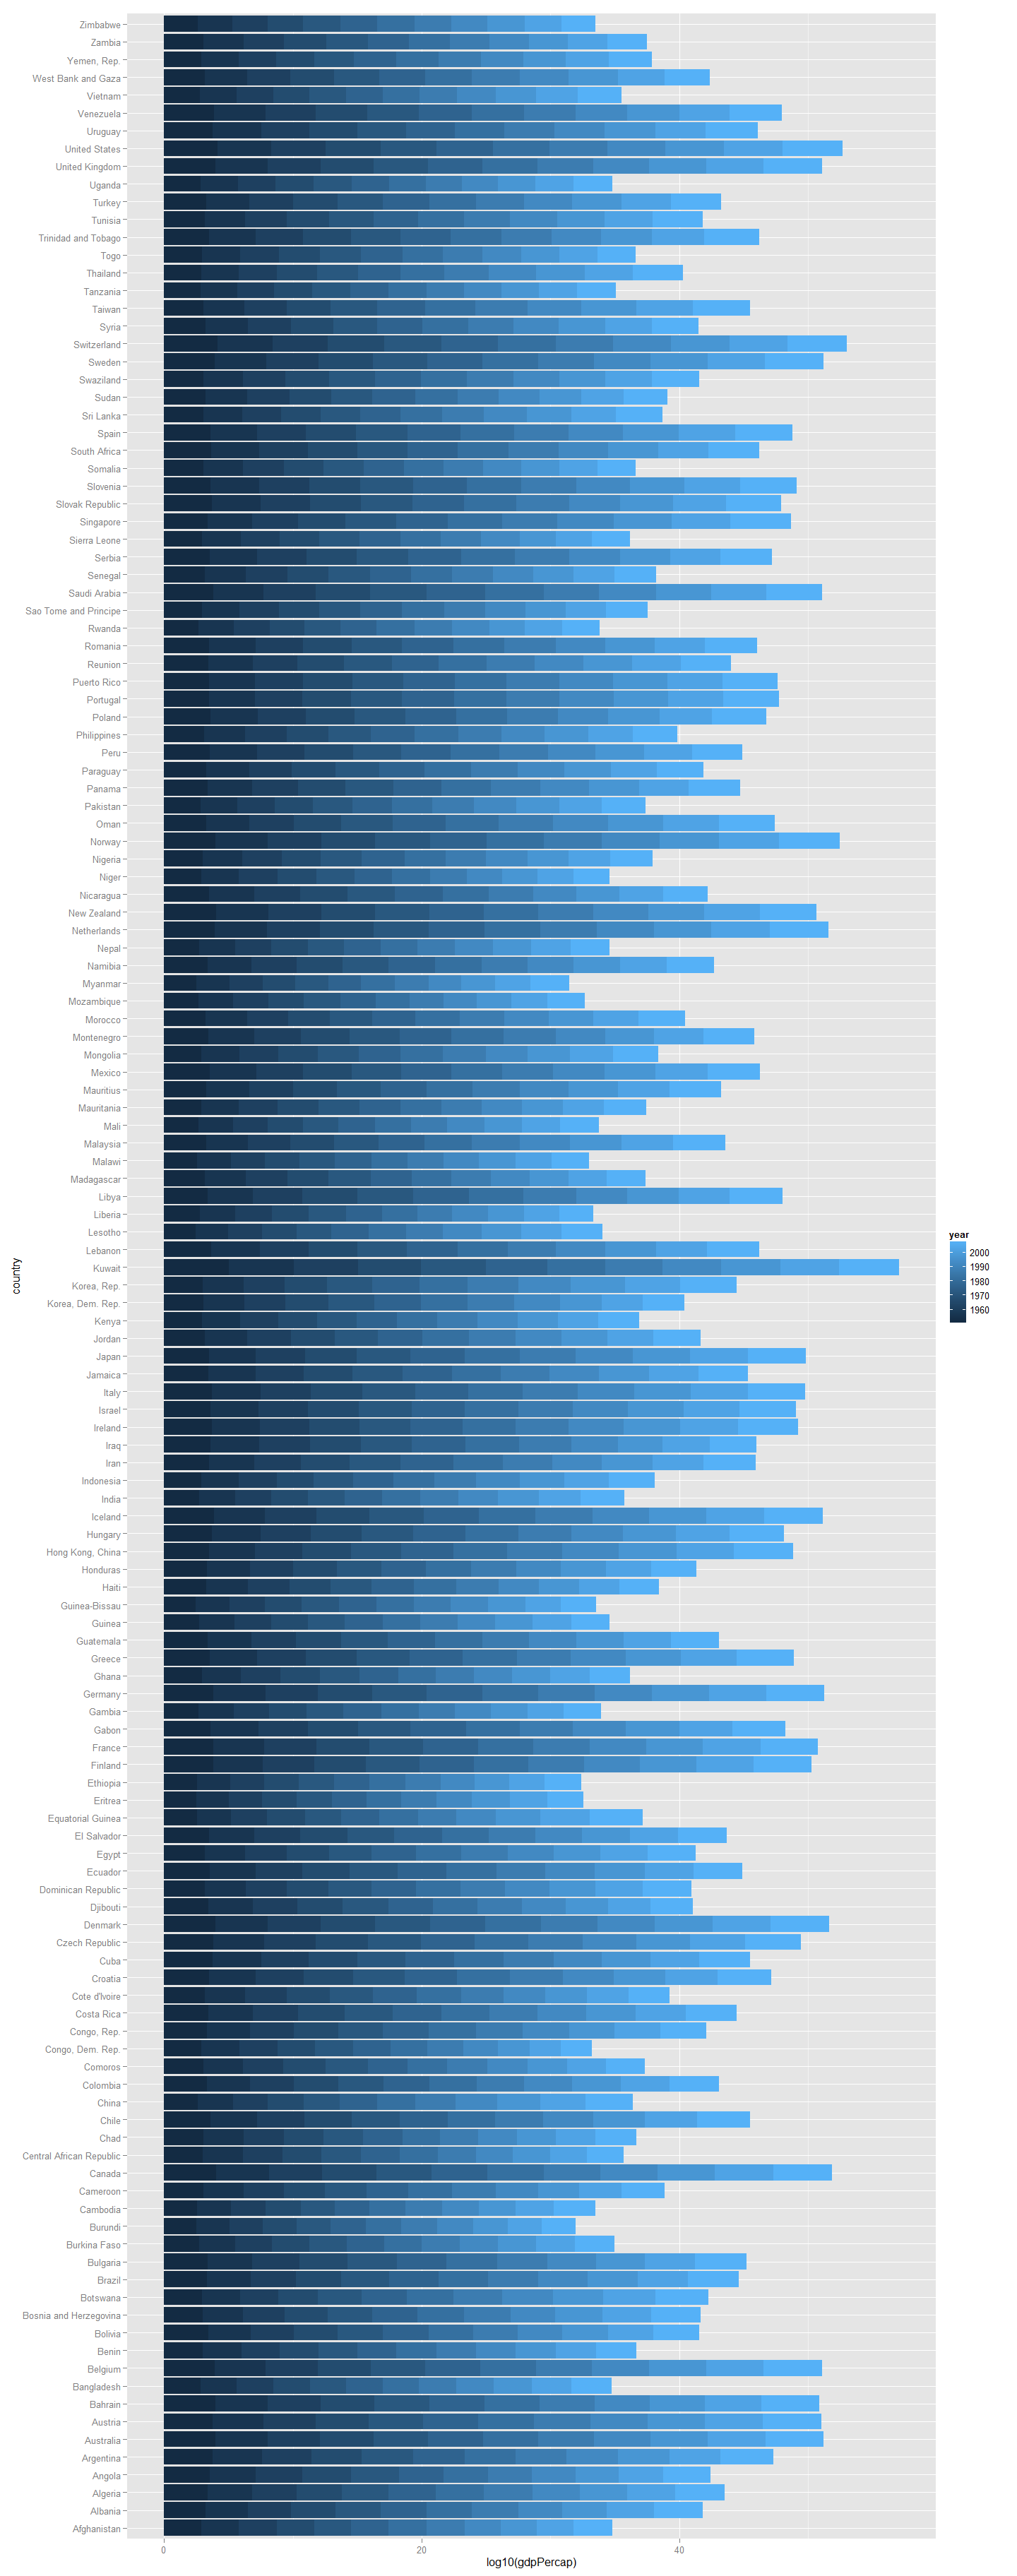 Zimbabwe
Zambia
Yemen, Rep.
West Bank and Gaza
Vietnam
Venezuela
Uruguay
United States
United Kingdom
Uganda
Turkey
Tunisia
Trinidad and Tobago
Togo
Thailand
Tanzania
Taiwan
Syria
Switzerland
Sweden
Swaziland
Sudan
Sri Lanka
Spain
South Africa
Somalia
Slovenia
Slovak Republic
Singapore
Sierra Leone
Serbia
Senegal
Saudi Arabia
Sao Tome and Principe
Rwanda
Romania
Reunion
Puerto Rico
Portugal
Poland
Philippines
Peru
Paraguay
Panama
Pakistan
Oman
Norway
Nigeria
Niger
Nicaragua
New Zealand
Netherlands
Nepal
Namibia
Myanmar
Mozambique
Morocco
Montenegro
Mongolia
Mexico
Mauritius
Mauritania
Mali
Malaysia
Malawi
Madagascar
Libya
Liberia
Lesotho
Lebanon
Kuwait
Korea, Rep.
Korea, Dem. Rep.
Kenya
Jordan
Japan
Jamaica
Italy
Israel
Ireland
Iraq
Iran
Indonesia
India
Iceland
Hungary
Hong Kong, China
Honduras
Haiti
Guinea-Bissau
Guinea
Guatemala
Greece
Ghana
Germany
Gambia
Gabon
France
Finland
Ethiopia
Eritrea
Equatorial Guinea
El Salvador
Egypt
Ecuador
Dominican Republic
Djibouti
Denmark
Czech Republic
Cuba
Croatia
Cote d'Ivoire
Costa Rica
Congo, Rep.
Congo, Dem. Rep.
Comoros
Colombia
China
Chile
Chad
Central African Republic
Canada
Cameroon
Cambodia
Burundi
Burkina Faso
Bulgaria
Brazil
Botswana
Bosnia and Herzegovina
Bolivia
Benin
Belgium
Bangladesh
Bahrain
Austria
Australia
Argentina
Angola
Algeria
Albania
Afghanistan
country
0 20 40
log10(gdpPercap)
year
2000
1990
1980
1970
1960